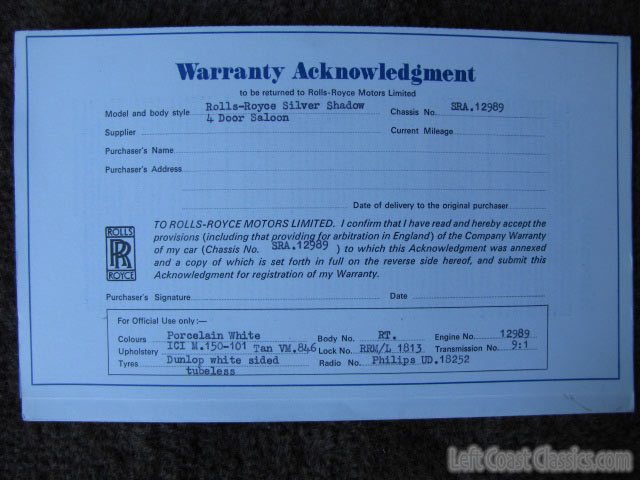 Warranty Acknowledgment
to be returned to Rolls-Royce Motors Limited
Model and body style Rolls-Royce Silver Shadow Chassis No. SRA.12989
4 Door Saloon
Supplier Current Mileage
Purchaser's Name
Purchaser's Address
Date of delivery to the original purchaser
TO ROLLS-ROYCE MOTORS LIMITED. I confirm that I have read and hereby accept the
provisions (including that providing for arbitration in England) of the Company Warranty
of my car (Chassis No. SRA.12989 ) to which this Acknowledgment was annexed
and a copy of which is set forth in full on the reverse side hereof, and submit this
Acknowledgment for registration of my Warranty.
ROLLS
RR
ROYCE
Purchaser's Signature Date
For Official Use only:—
Colours Porcelain White Body No. RT. Engine No. 12989
Upholstery ICI M.150-101 Tan VM.846 Lock No. RRM/L 1813 Transmission No. 9:1
Tyres Dunlop white sided Radio No. Philips UD.18252
tubeless
Left Coast Classics.com